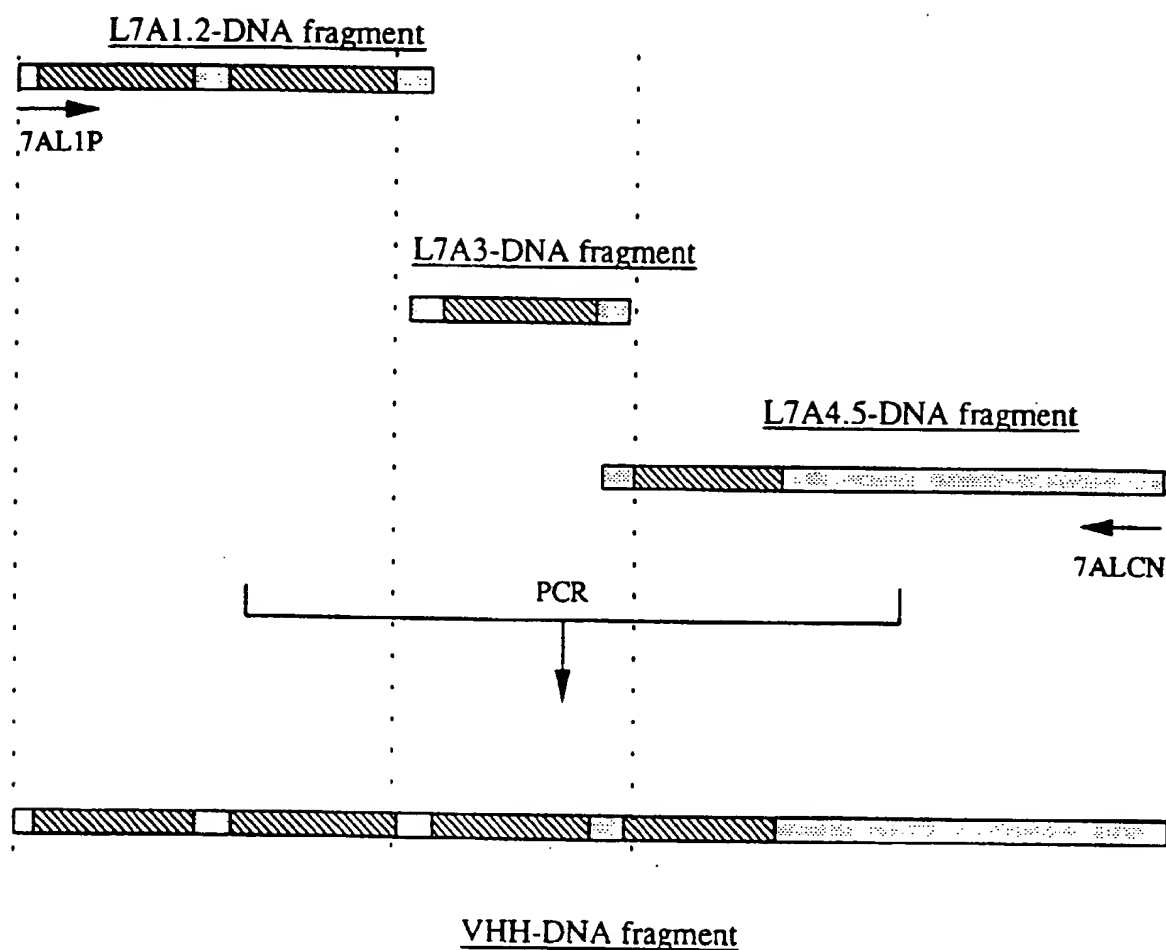 L7A1.2-DNA fragment
7AL1P
L7A3-DNA fragment
L7A4.5-DNA fragment
7ALCN
PCR
VHH-DNA fragment